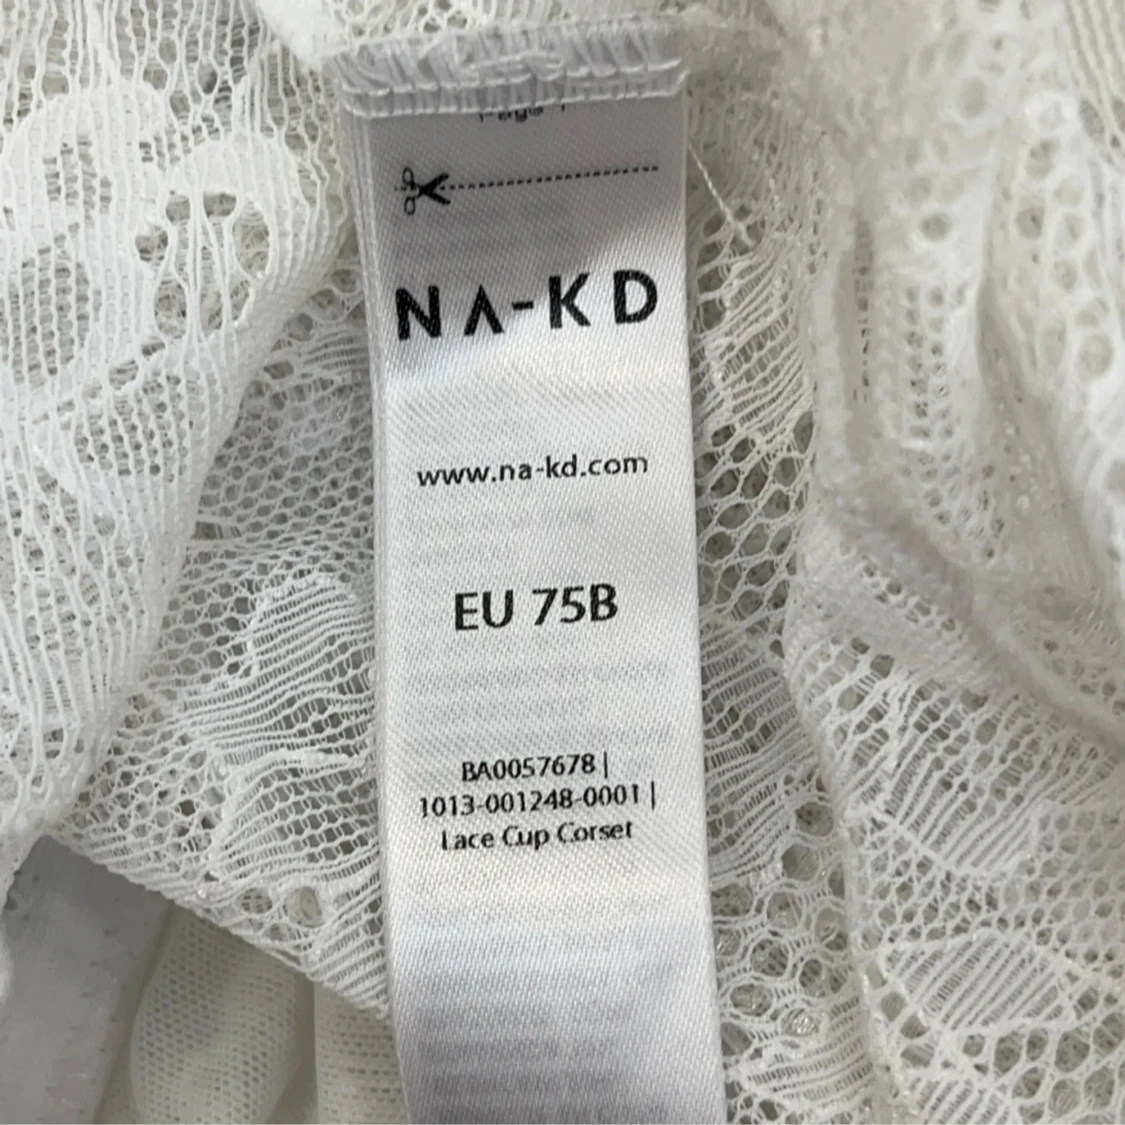 NA-KD
www.na-kd.com
EU 75B
BA0057678 |
1013-001248-0001 |
Lace Cup Corset